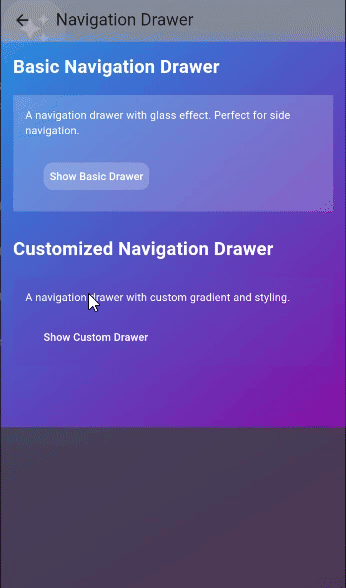 Navigation Drawer
Basic Navigation Drawer
A navigation drawer with glass effect. Perfect for side
navigation.
Show Basic Drawer
Customized Navigation Drawer
A navigation drawer with custom gradient and styling.
Show Custom Drawer